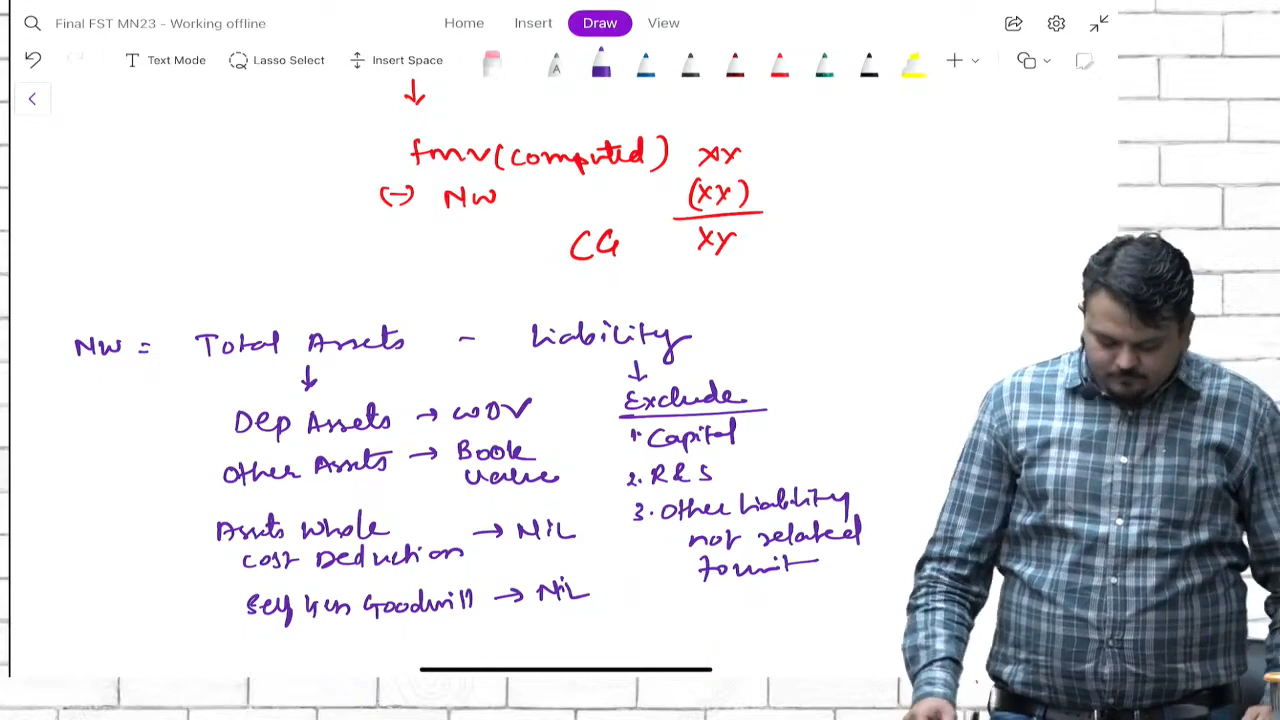 Final FST MN23 - Working offline
Home Insert Draw View
Text Mode Lasso Select Insert Space
A
↓
fmv (computed) xx
(-) NW (xx)
CG xx
NW = Total Assets - Liability
↓ ↓
Dep Assets → WDV
Other Assets → Book
Value
Assets whole
cost Deduction → NiL
Self Gen Goodwill → NiL
Exclude
1. Capital
2. R & S
3. Other Liability
not related
to unit